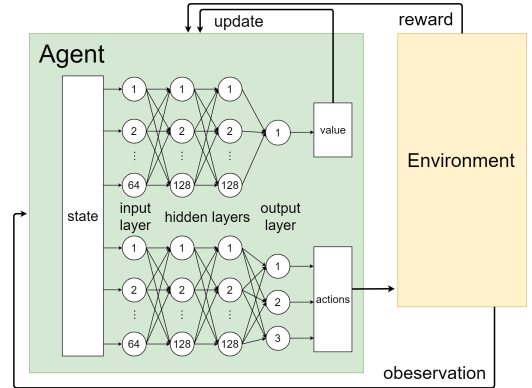 update
reward
Agent
1
1
1
2
2
2
1
value
⋮
⋮
⋮
64
128
128
Environment
state
input
layer
hidden layers
output
layer
1
1
1
1
2
2
2
2
actions
⋮
⋮
⋮
3
64
128
128
obeservation